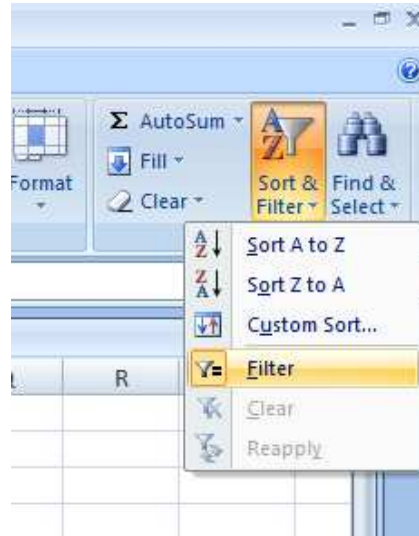 Σ AutoSum
Fill
Clear
Format
Sort &
Filter
Find &
Select
Sort A to Z
Sort Z to A
Custom Sort...
Filter
Clear
Reapply
R